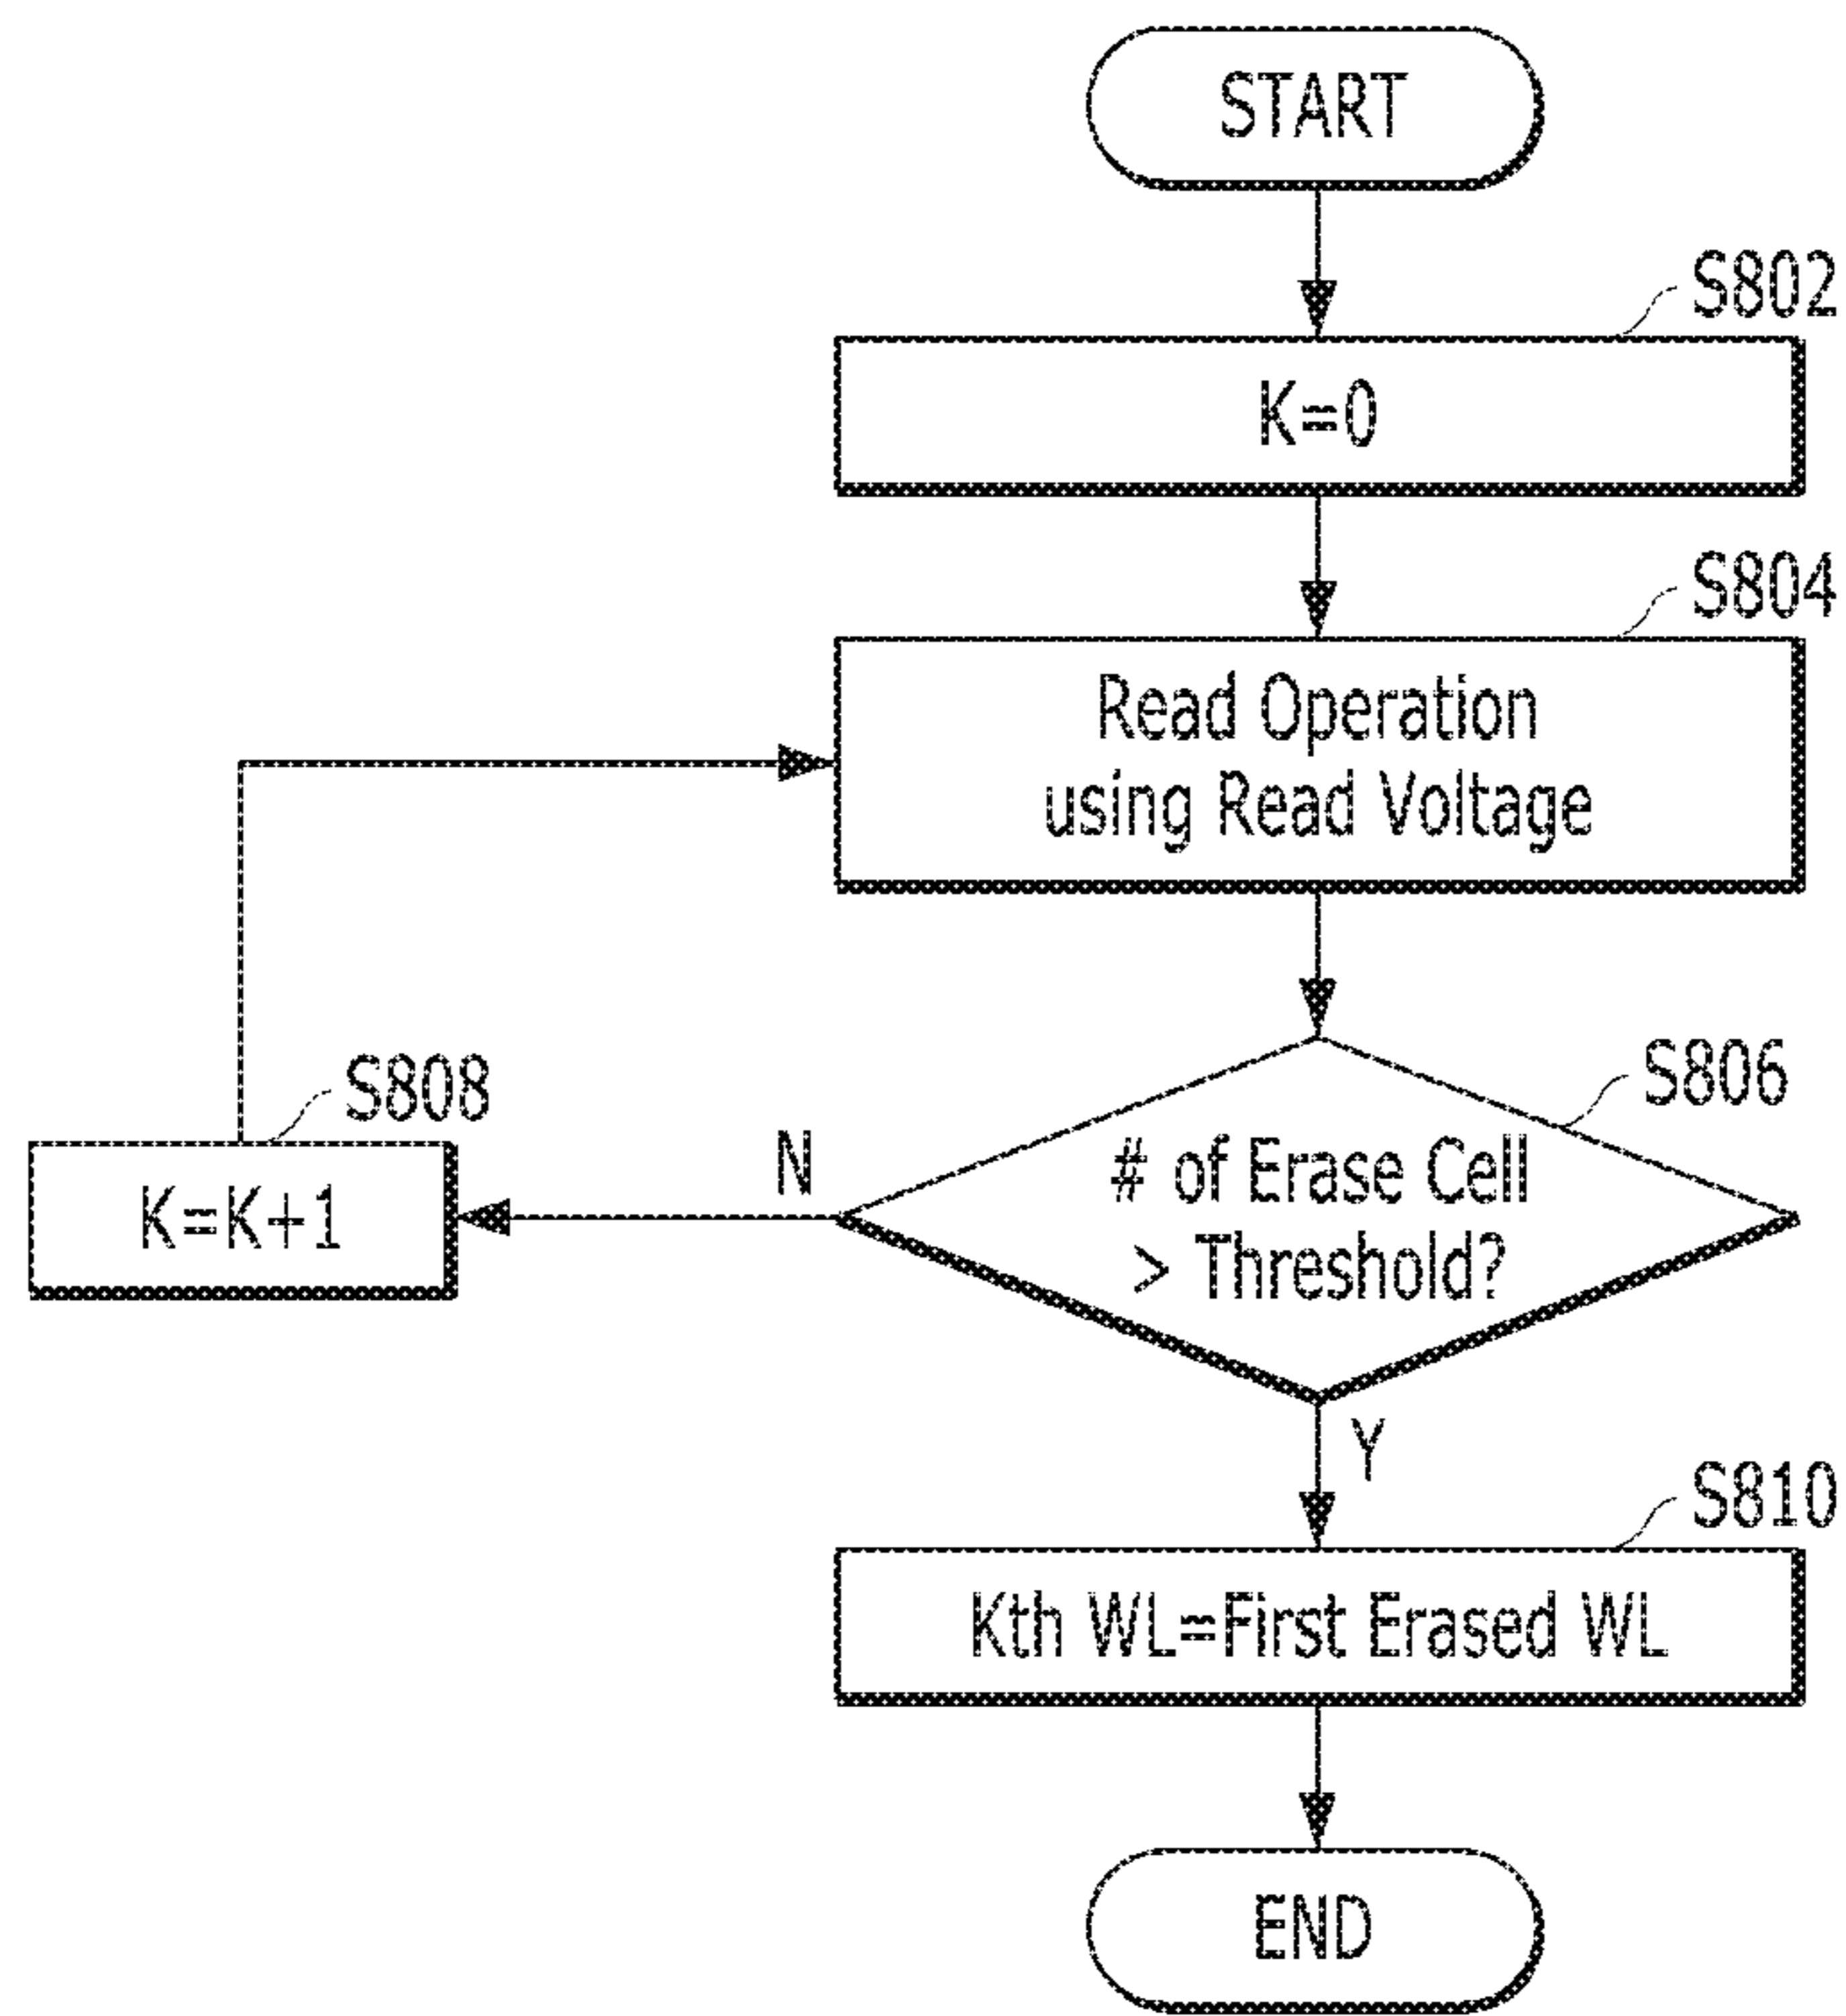 START
S802
K=0
S804
Read Operation
using Read Voltage
S806
# of Erase Cell
> Threshold?
N
S808
K=K+1
Y
S810
Kth WL=First Erased WL
END